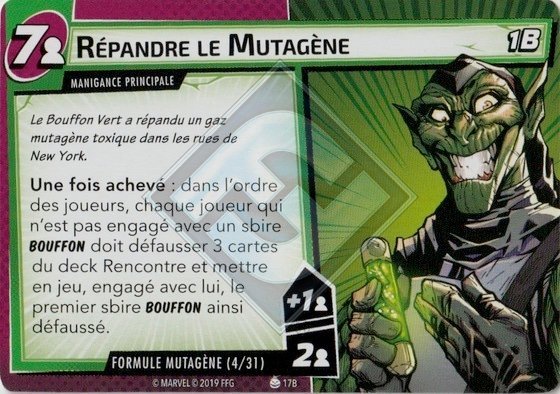 7 RÉPANDRE LE MUTAGÈNE 1B
MANIGANCE PRINCIPALE
Le Bouffon Vert a répandu un gaz
mutagène toxique dans les rues de
New York.
Une fois achevé : dans l'ordre
des joueurs, chaque joueur qui
n'est pas engagé avec un sbire
BOUFFON doit défausser 3 cartes
du deck Rencontre et mettre
en jeu, engagé avec lui, le
premier sbire BOUFFON ainsi
défaussé.
+1
2
FORMULE MUTAGÈNE (4/31)
© MARVEL © 2019 FFG 17B